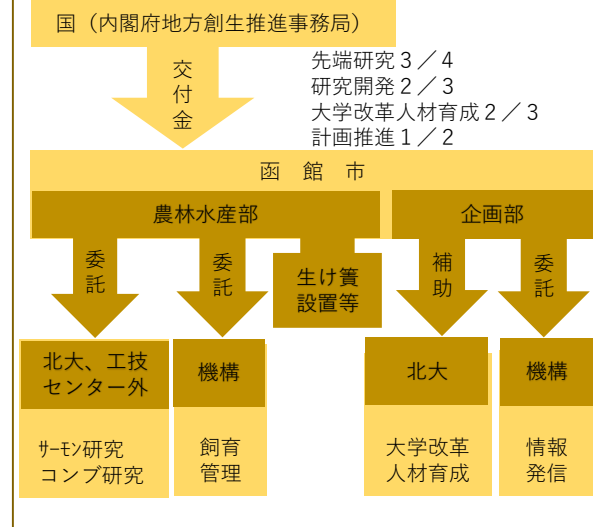 国（内閣府地方創生推進事務局）
交
付
金
先端研究３／４
研究開発２／３
大学改革人材育成２／３
計画推進１／２
函　館　市
農林水産部
企画部
委
託
委
託
生け簀
設置等
補
助
委
託
北大、工技
センター外
機構
北大
機構
ｻｰﾓﾝ研究
コンブ研究
飼育
管理
大学改革
人材育成
情報
発信